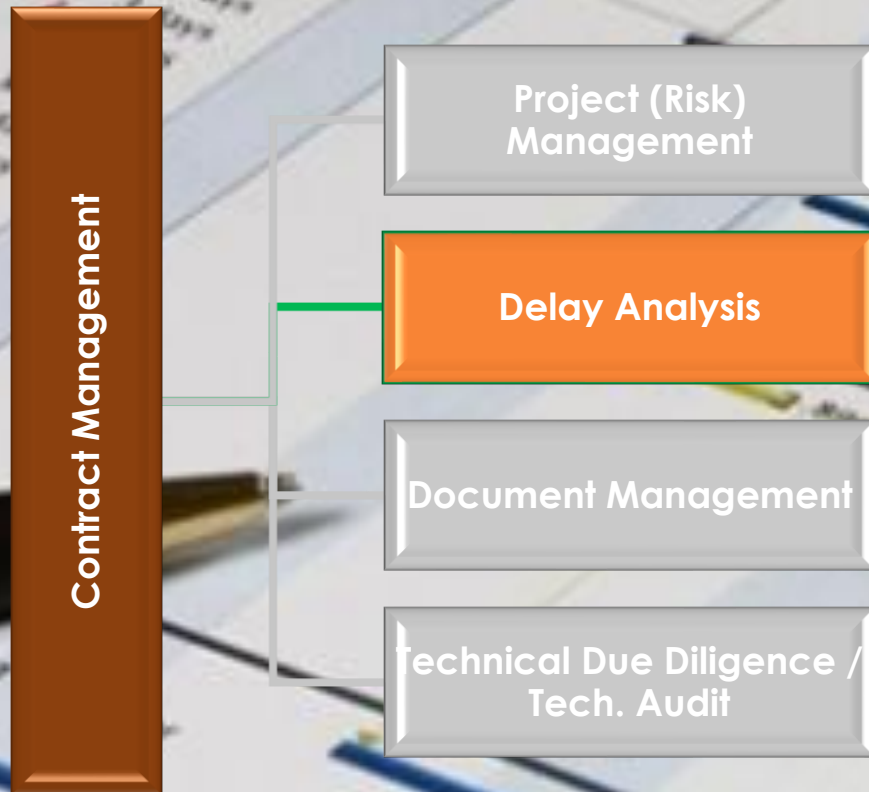 Contract Management
Project (Risk)
Management
Delay Analysis
Document Management
Technical Due Diligence /
Tech. Audit